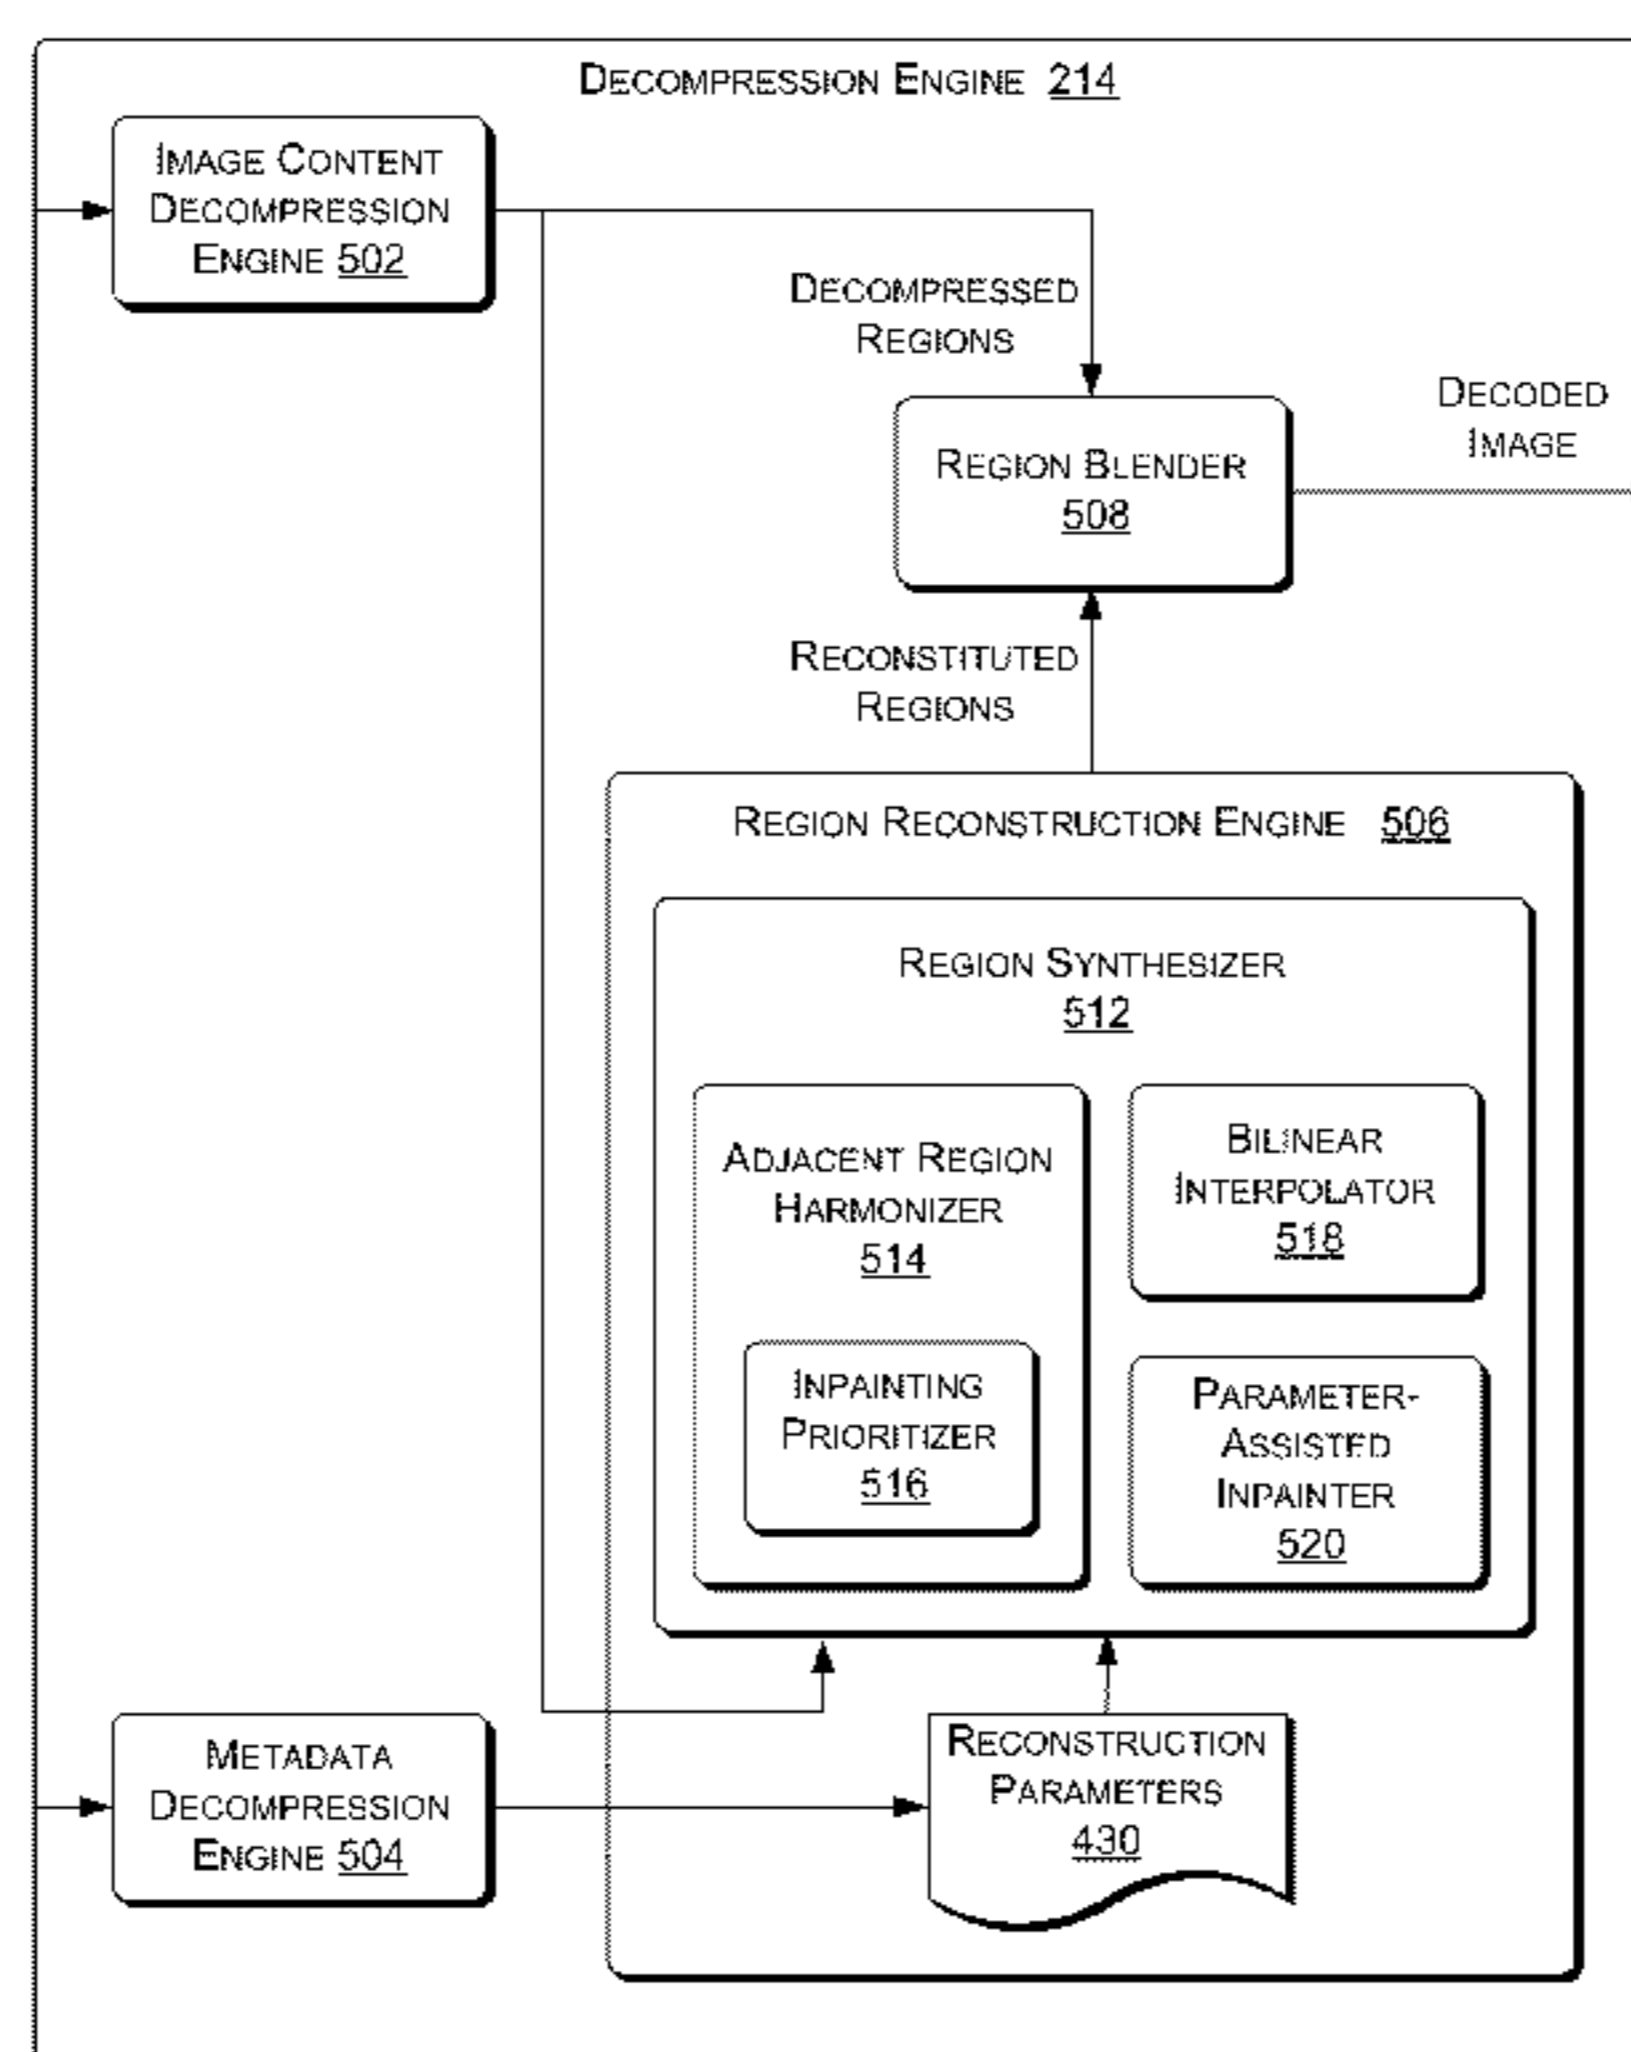 DECOMPRESSION ENGINE 214
IMAGE CONTENT
DECOMPRESSION
ENGINE 502
DECOMPRESSED
REGIONS
DECODED
IMAGE
REGION BLENDER
508
RECONSTITUTED
REGIONS
REGION RECONSTRUCTION ENGINE 506
REGION SYNTHESIZER
512
ADJACENT REGION
HARMONIZER
514
BILINEAR
INTERPOLATOR
518
INPAINTING
PRIORITIZER
516
PARAMETER-
ASSISTED
INPAINTER
520
METADATA
DECOMPRESSION
ENGINE 504
RECONSTRUCTION
PARAMETERS
430